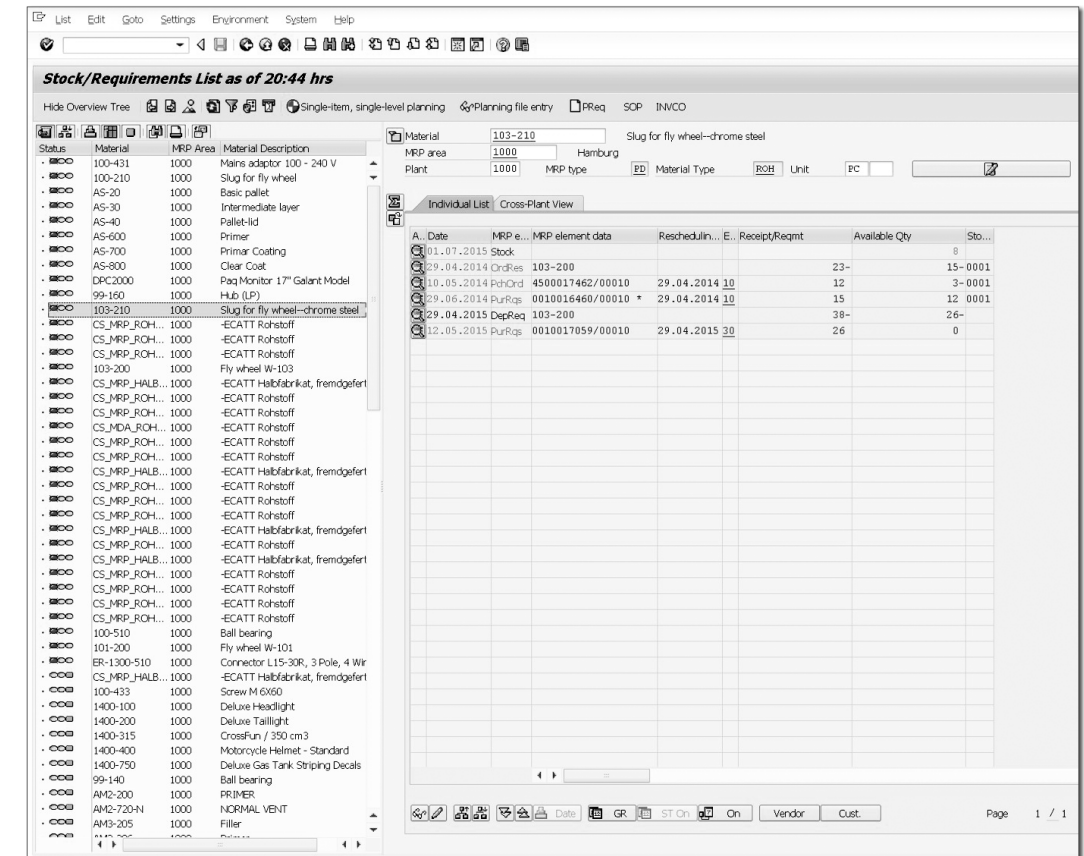 List Edit Goto Settings Environment System Help
Stock/Requirements List as of 20:44 hrs
Hide Overview Tree Single-item, single-level planning Planning file entry PReq SOP INVCO
Status Material MRP Area Material Description
100-431 1000 Mains adaptor 100 - 240 V
100-210 1000 Slug for fly wheel
AS-20 1000 Basic pallet
AS-30 1000 Intermediate layer
AS-40 1000 Pallet-lid
AS-600 1000 Primer
AS-700 1000 Primar Coating
AS-800 1000 Clear Coat
DPC2000 1000 Paq Monitor 17" Galant Model
99-160 1000 Hub (LP)
103-210 1000 Slug for fly wheel--chrome steel
CS_MRP_ROH... 1000 -ECATT Rohstoff
CS_MRP_ROH... 1000 -ECATT Rohstoff
CS_MRP_ROH... 1000 -ECATT Rohstoff
103-200 1000 Fly wheel W-103
CS_MRP_HALB... 1000 -ECATT Halbfabrikat, fremdgefert
CS_MRP_ROH... 1000 -ECATT Rohstoff
CS_MRP_ROH... 1000 -ECATT Rohstoff
CS_MDA_ROH... 1000 -ECATT Rohstoff
CS_MRP_ROH... 1000 -ECATT Rohstoff
CS_MRP_ROH... 1000 -ECATT Rohstoff
CS_MRP_HALB... 1000 -ECATT Halbfabrikat, fremdgefert
CS_MRP_ROH... 1000 -ECATT Rohstoff
CS_MRP_ROH... 1000 -ECATT Rohstoff
CS_MRP_ROH... 1000 -ECATT Rohstoff
CS_MRP_HALB... 1000 -ECATT Halbfabrikat, fremdgefert
CS_MRP_ROH... 1000 -ECATT Rohstoff
CS_MRP_HALB... 1000 -ECATT Halbfabrikat, fremdgefert
CS_MRP_ROH... 1000 -ECATT Rohstoff
CS_MRP_ROH... 1000 -ECATT Rohstoff
CS_MRP_ROH... 1000 -ECATT Rohstoff
CS_MRP_ROH... 1000 -ECATT Rohstoff
100-510 1000 Ball bearing
101-200 1000 Fly wheel W-101
ER-1300-510 1000 Connector L15-30R, 3 Pole, 4 Wir
CS_MRP_HALB... 1000 -ECATT Halbfabrikat, fremdgefert
100-433 1000 Screw M 6X60
1400-100 1000 Deluxe Headlight
1400-200 1000 Deluxe Taillight
1400-315 1000 CrossFun / 350 cm3
1400-400 1000 Motorcycle Helmet - Standard
1400-750 1000 Deluxe Gas Tank Striping Decals
99-140 1000 Ball bearing
AM2-200 1000 PRIMER
AM2-720-N 1000 NORMAL VENT
AM3-205 1000 Filler
Material 103-210 Slug for fly wheel--chrome steel
MRP area 1000 Hamburg
Plant 1000 MRP type PD Material Type ROH Unit PC
Individual List Cross-Plant View
A.. Date MRP e... MRP element data Reschedulin... E.. Receipt/Reqmt Available Qty Sto...
01.07.2015 Stock 8
29.04.2014 OrdRes 103-200 23- 15- 0001
10.05.2014 PchOrd 4500017462/00010 29.04.2014 10 12 3- 0001
29.06.2014 PurRqs 0010016460/00010 * 29.04.2014 10 15 12 0001
29.04.2015 DepReq 103-200 38- 26-
12.05.2015 PurRqs 0010017059/00010 29.04.2015 30 26 0
Date GR ST On On Vendor Cust. Page 1 / 1